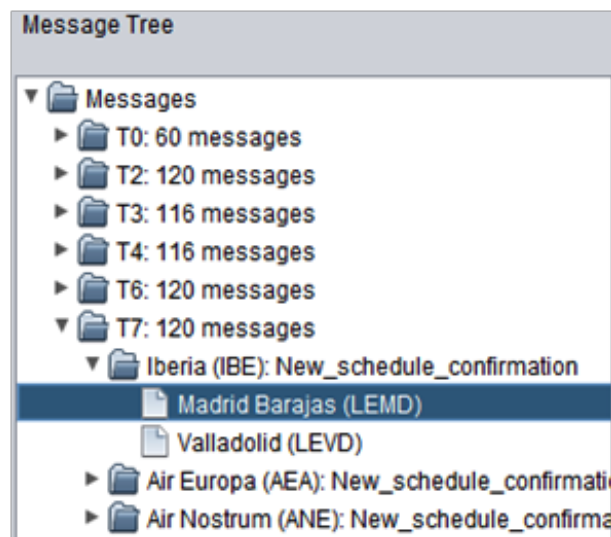 Message Tree
Messages
T0: 60 messages
T2: 120 messages
T3: 116 messages
T4: 116 messages
T6: 120 messages
T7: 120 messages
Iberia (IBE): New_schedule_confirmation
Madrid Barajas (LEMD)
Valladolid (LEVD)
Air Europa (AEA): New_schedule_confirmati
Air Nostrum (ANE): New_schedule_confirma